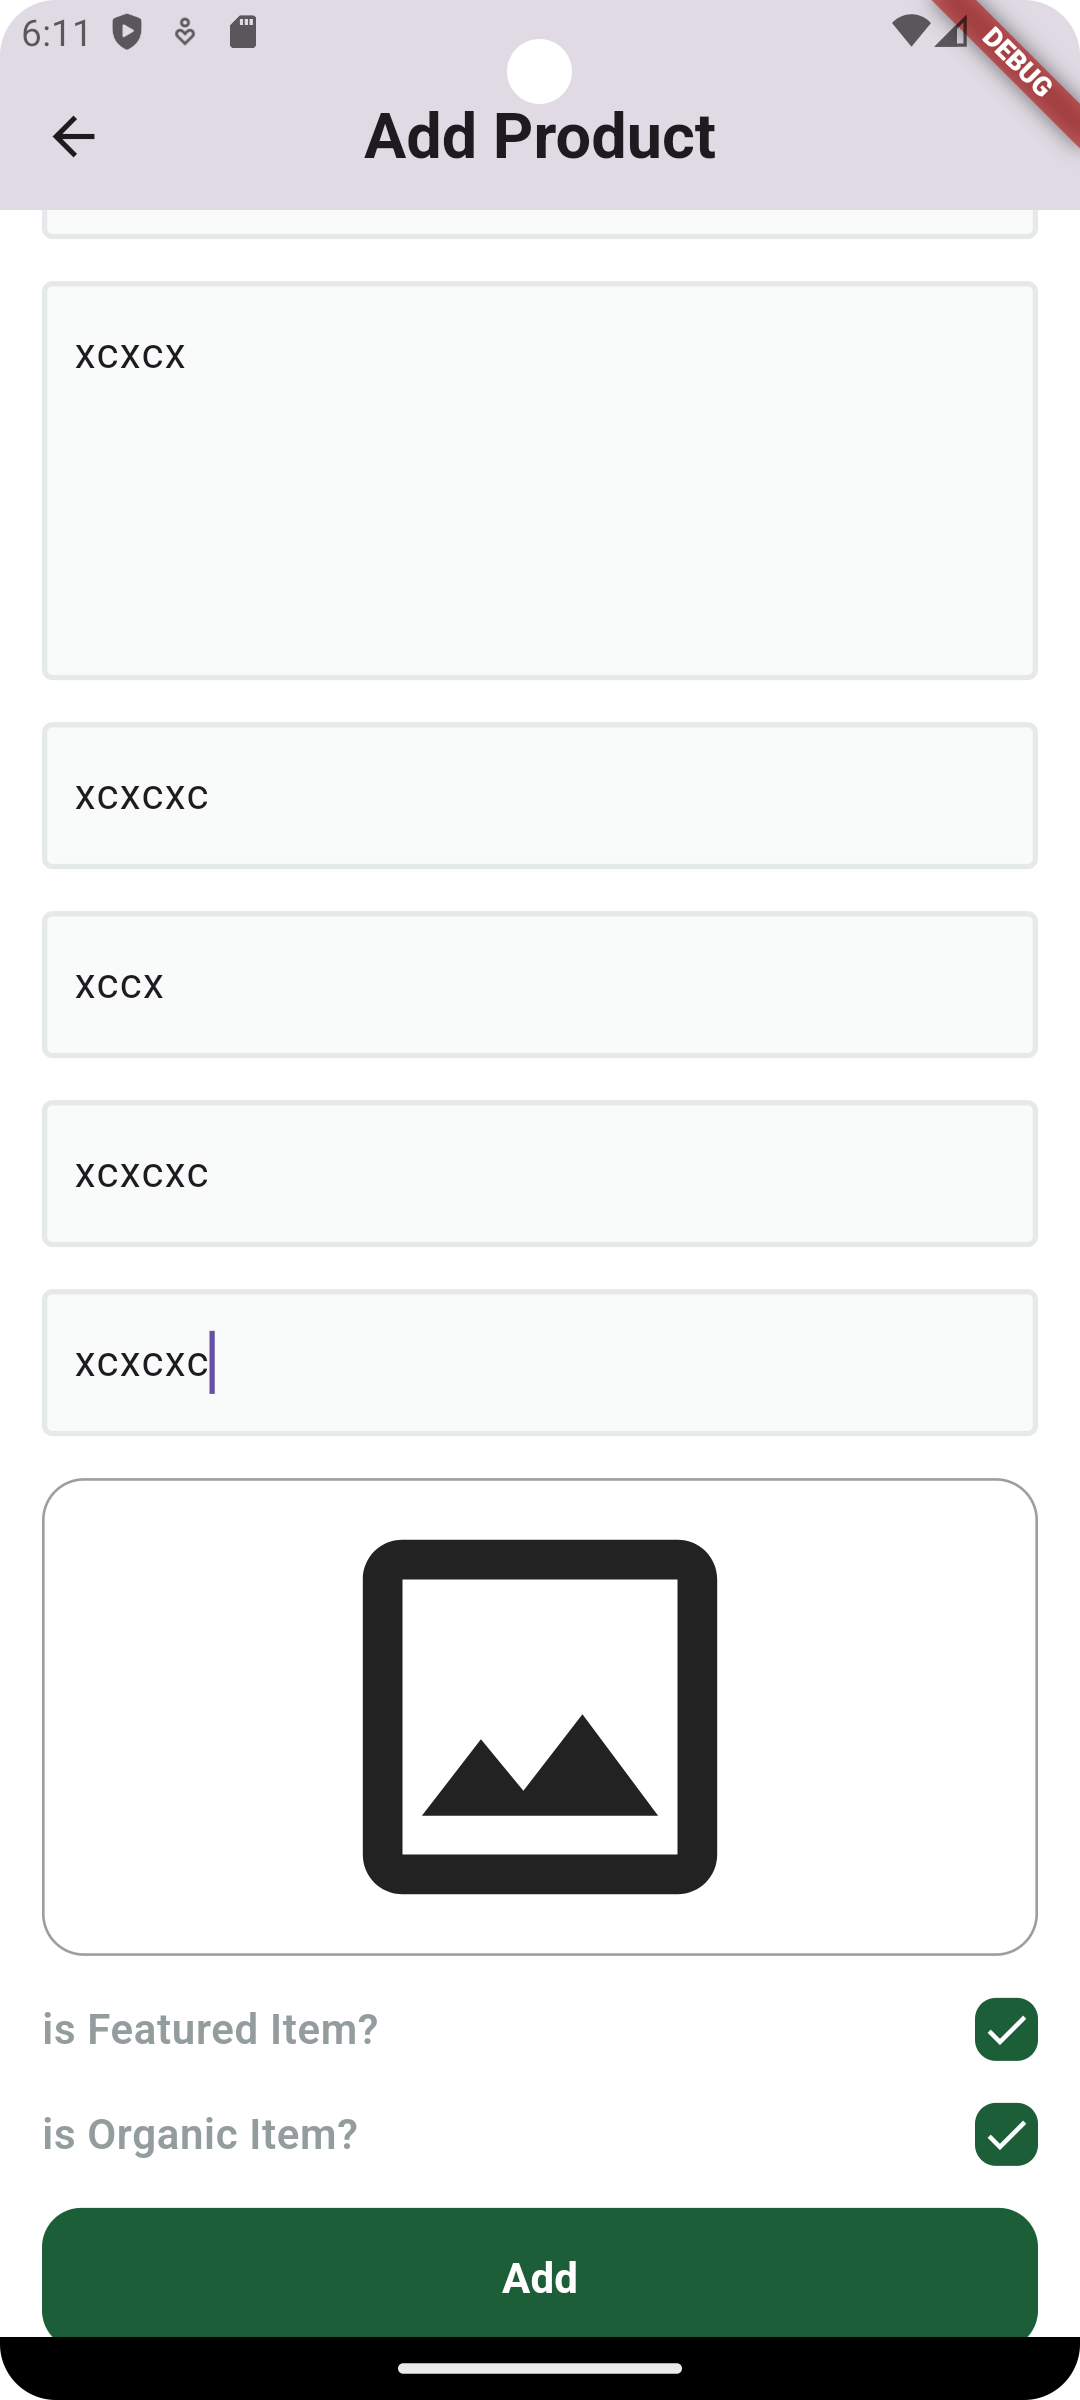 6:11
DEBUG
Add Product
xcxcx
xcxcxc
xccx
xcxcxc
xcxcxc
is Featured Item?
is Organic Item?
Add